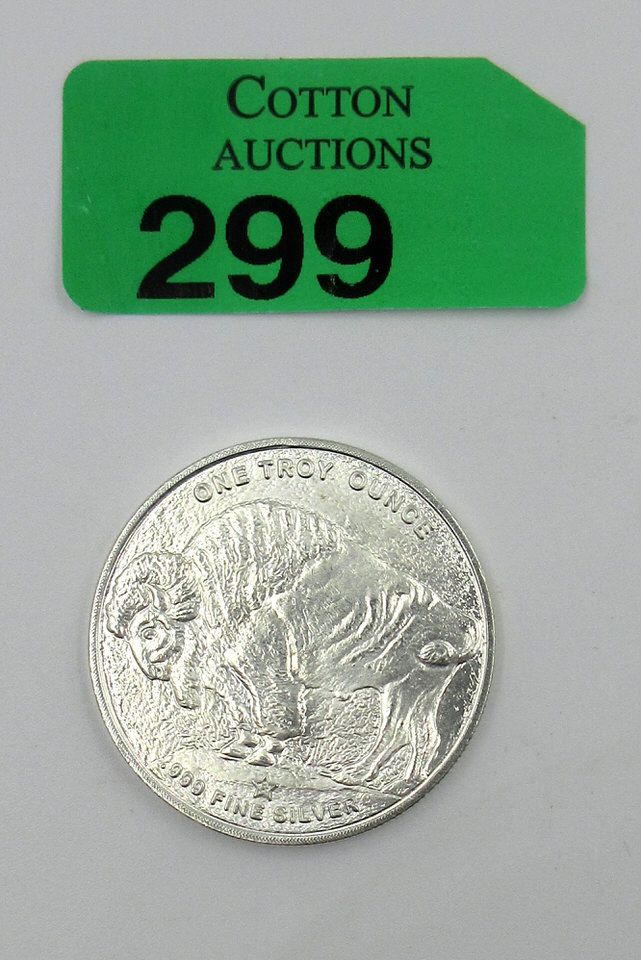 COTTON
AUCTIONS
299
ONE TROY OUNCE
.999 FINE SILVER